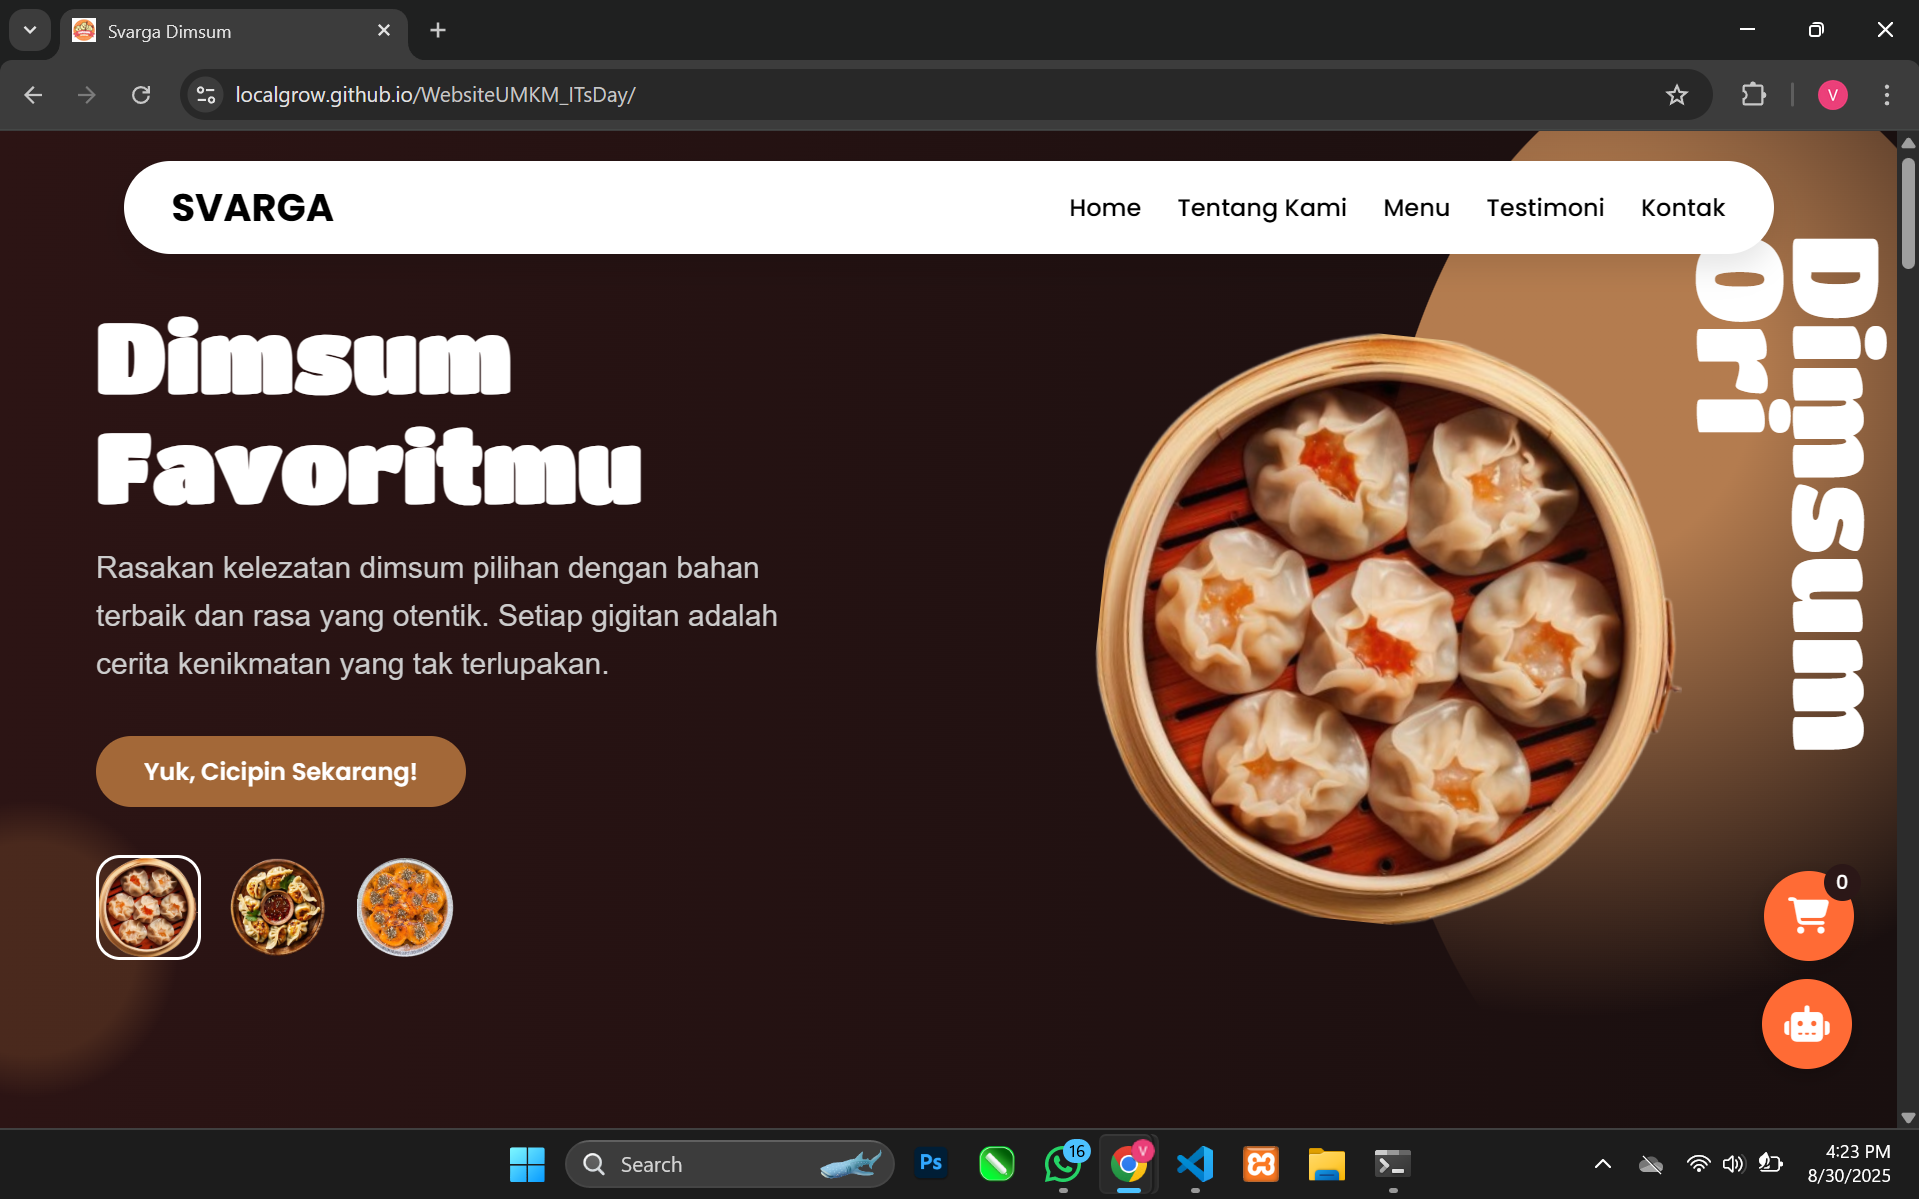 Svarga Dimsum
localgrow.github.io/WebsiteUMKM_ITsDay/
V
SVARGA
Home
Tentang Kami
Menu
Testimoni
Kontak
Dimsum
Favoritmu
Rasakan kelezatan dimsum pilihan dengan bahan
terbaik dan rasa yang otentik. Setiap gigitan adalah
cerita kenikmatan yang tak terlupakan.
Yuk, Cicipin Sekarang!
Dimsum
Ori
0
Search
Ps
16
V
4:23 PM
8/30/2025